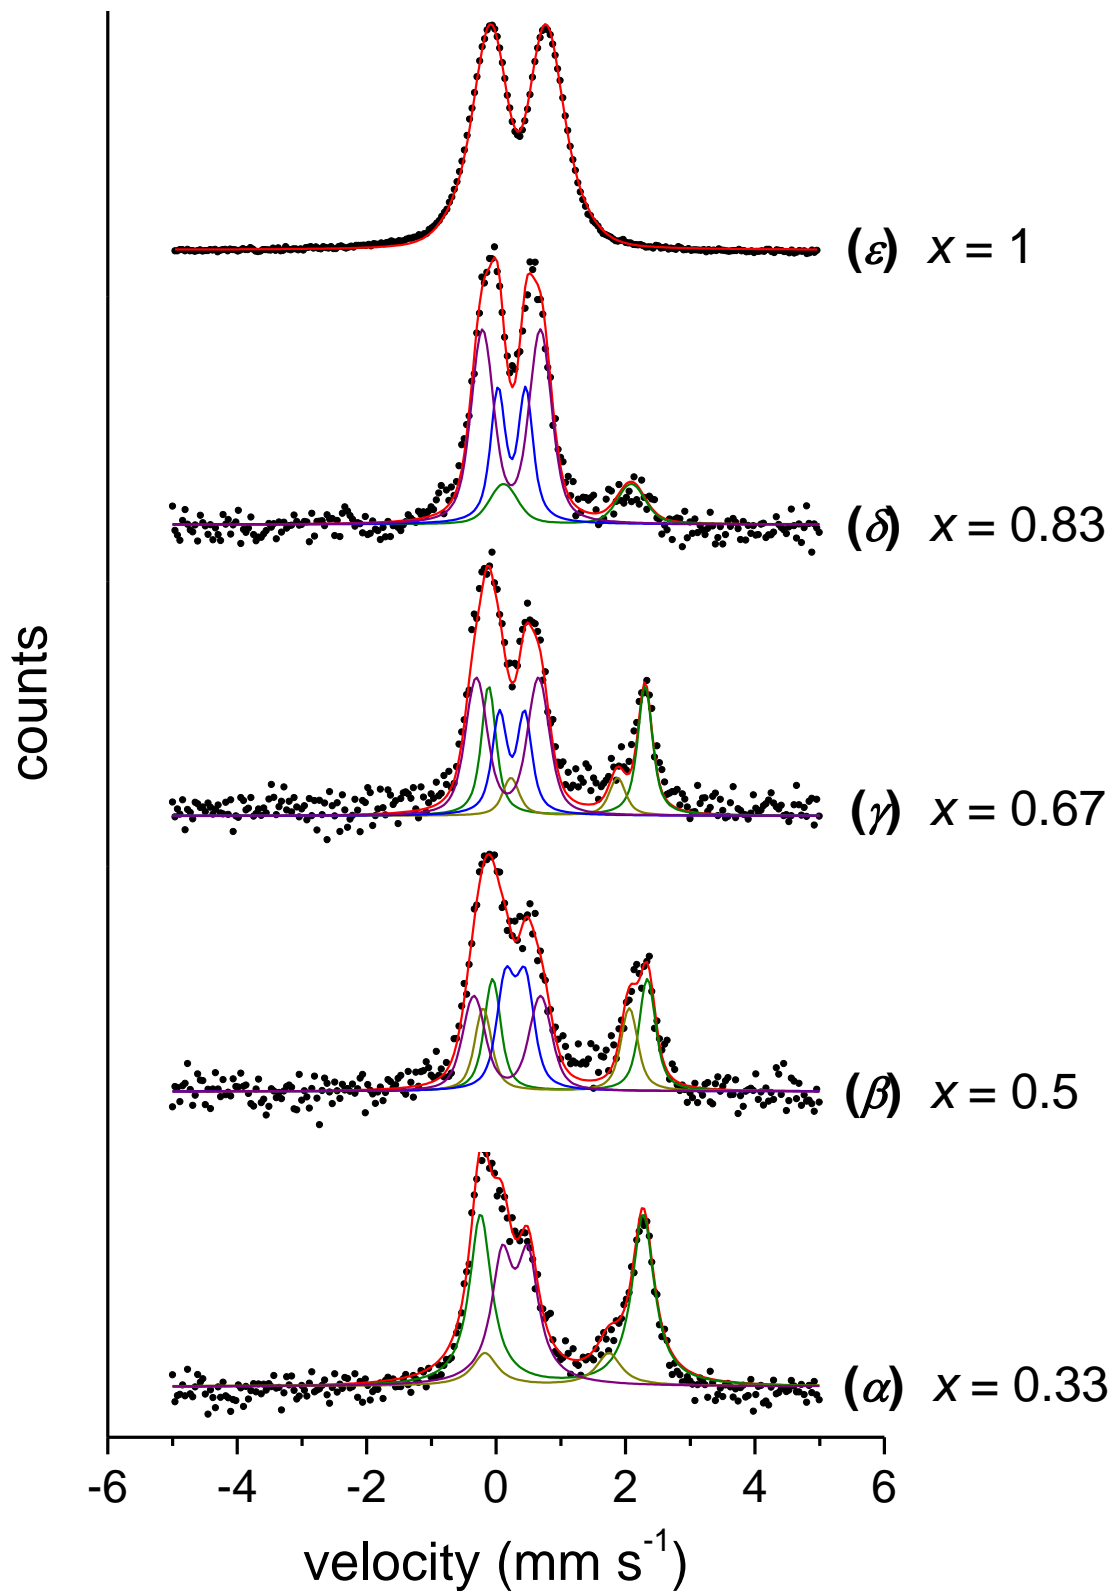 (ε) x = 1
(δ) x = 0.83
(γ) x = 0.67
(β) x = 0.5
(α) x = 0.33
counts
-6 -4 -2 0 2 4 6
velocity (mm s⁻¹)